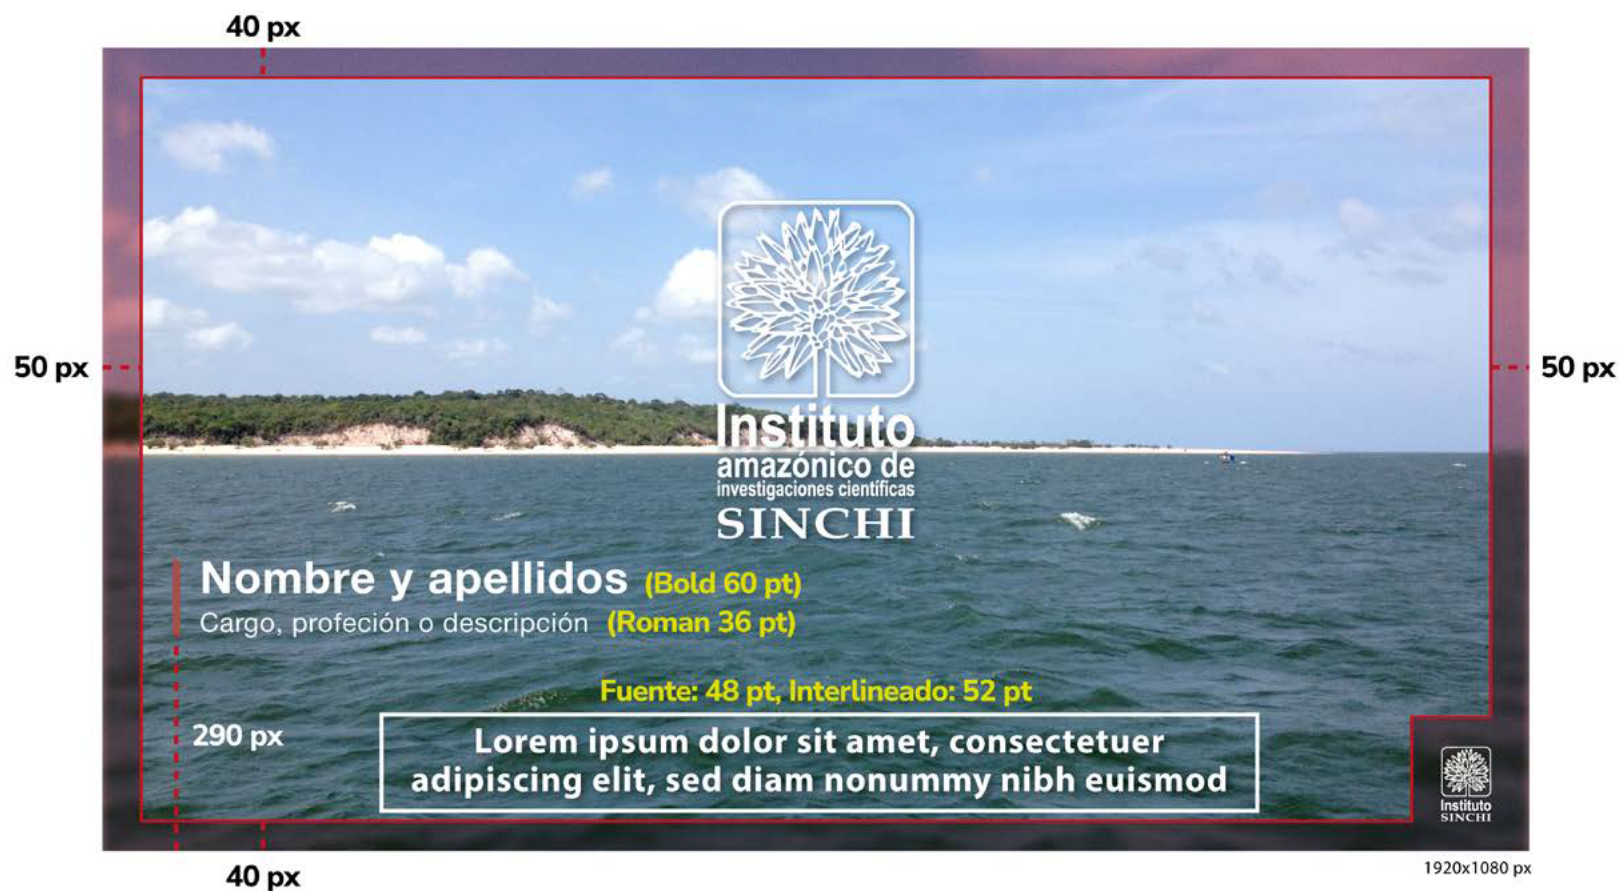 40 px
50 px
50 px
Instituto
amazónico de
investigaciones científicas
SINCHI
Nombre y apellidos (Bold 60 pt)
Cargo, profeción o descripción (Roman 36 pt)
Fuente: 48 pt, Interlineado: 52 pt
290 px
Lorem ipsum dolor sit amet, consectetuer
adipiscing elit, sed diam nonummy nibh euismod
Instituto
SINCHI
40 px
1920x1080 px